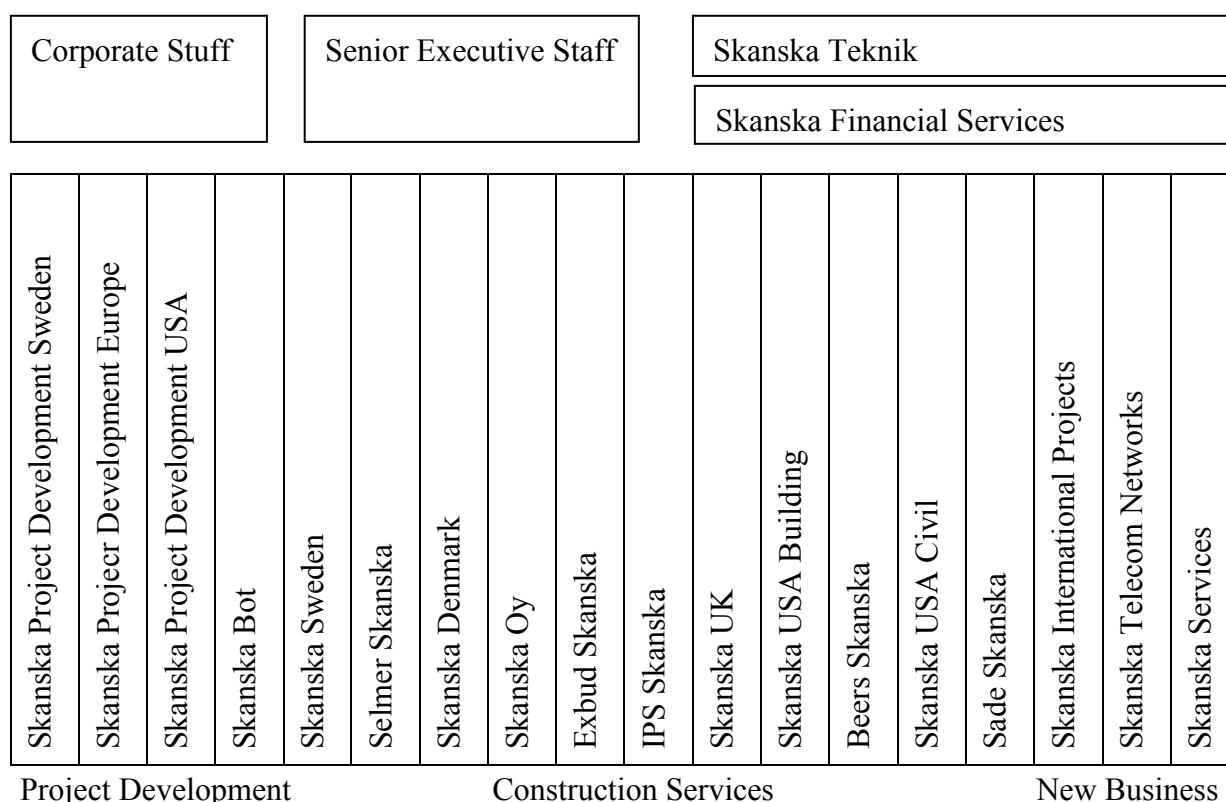 Corporate Stuff
Senior Executive Staff
Skanska Teknik
Skanska Financial Services
Skanska Project Development Sweden
Skanska Projecr Development Europe
Skanska Project Development USA
Skanska Bot
Skanska Sweden
Selmer Skanska
Skanska Denmark
Skanska Oy
Exbud Skanska
IPS Skanska
Skanska UK
Skanska USA Building
Beers Skanska
Skanska USA Civil
Sade Skanska
Skanska International Projects
Skanska Telecom Networks
Skanska Services
Project Development
Construction Services
New Business